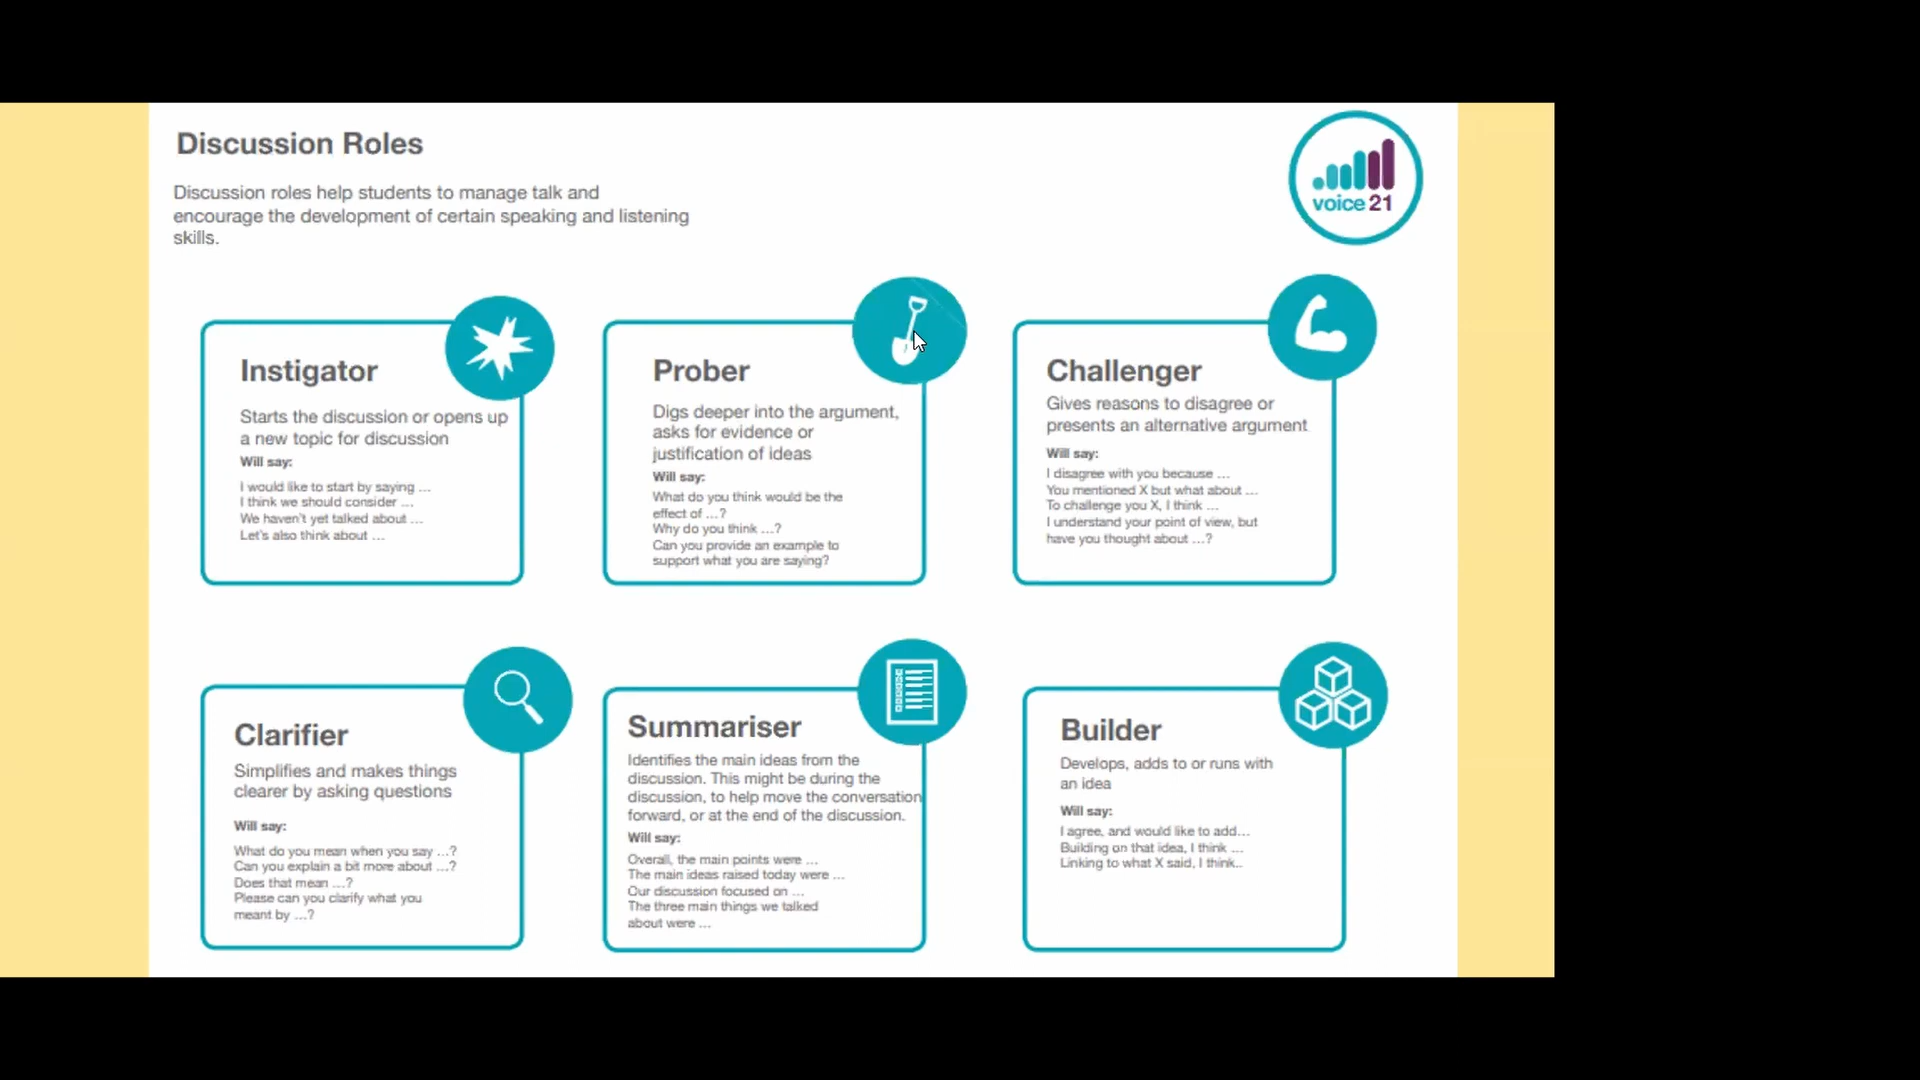 Discussion Roles
Discussion roles help students to manage talk and
encourage the development of certain speaking and listening
skills.
voice 21
Instigator
Starts the discussion or opens up
a new topic for discussion
Will say:
I would like to start by saying ...
I think we should consider ...
We haven't yet talked about ...
Let's also think about ...
Prober
Digs deeper into the argument,
asks for evidence or
justification of ideas
Will say:
What do you think would be the
effect of ...?
Why do you think ...?
Can you provide an example to
support what you are saying?
Challenger
Gives reasons to disagree or
presents an alternative argument
Will say:
I disagree with you because ...
You mentioned X but what about ...
To challenge you X, I think ...
I understand your point of view, but
have you thought about ...?
Clarifier
Simplifies and makes things
clearer by asking questions
Will say:
What do you mean when you say ...?
Can you explain a bit more about ...?
Does that mean ...?
Please can you clarify what you
meant by ...?
Summariser
Identifies the main ideas from the
discussion. This might be during the
discussion, to help move the conversation
forward, or at the end of the discussion.
Will say:
Overall, the main points were ...
The main ideas raised today were ...
Our discussion focused on ...
The three main things we talked
about were ...
Builder
Develops, adds to or runs with
an idea
Will say:
I agree, and would like to add...
Building on that idea, I think ...
Linking to what X said, I think..